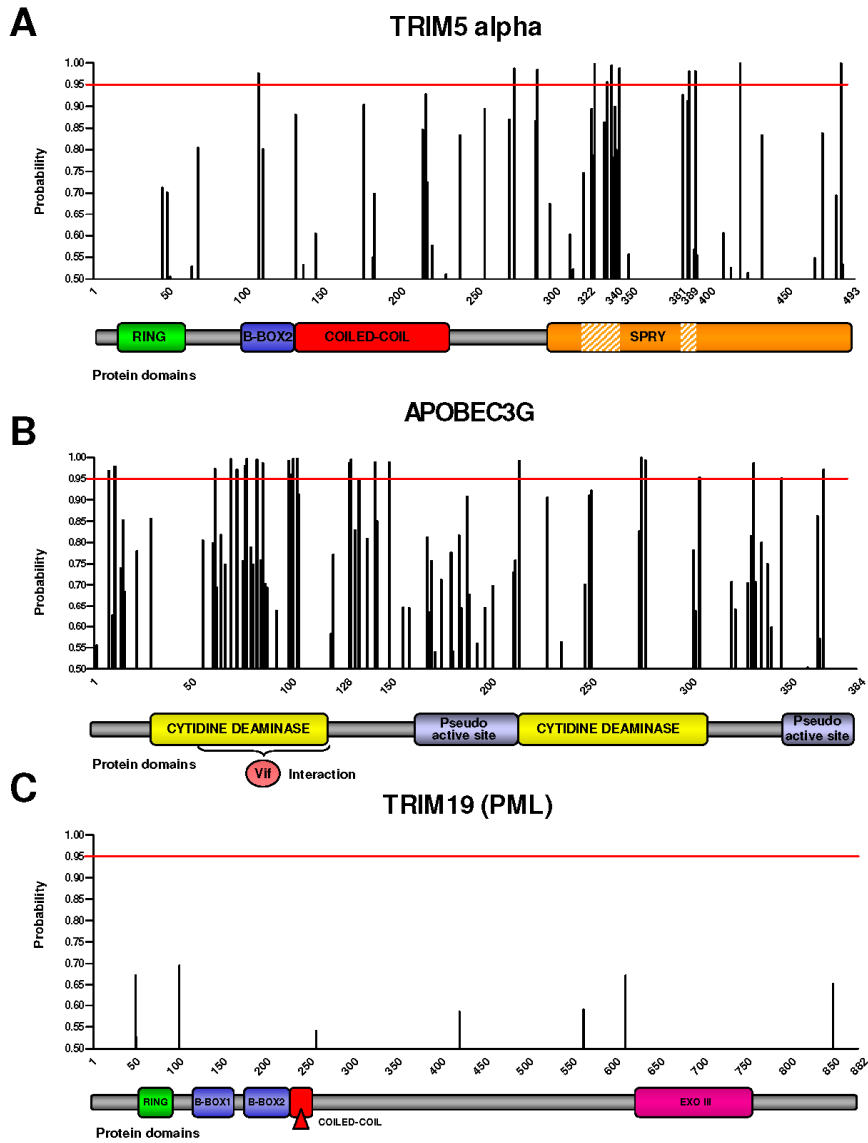 A
TRIM5 alpha
Probability
1.00
0.95
0.90
0.85
0.80
0.75
0.70
0.65
0.60
0.55
0.50
1 50 100 150 200 250 300 322 340 350 381 389 400 450 493
RING B-BOX2 COILED-COIL SPRY
Protein domains
B
APOBEC3G
Probability
1.00
0.95
0.90
0.85
0.80
0.75
0.70
0.65
0.60
0.55
0.50
1 50 100 128 150 200 250 300 350 384
CYTIDINE DEAMINASE Pseudo active site CYTIDINE DEAMINASE Pseudo active site
Protein domains
Vif Interaction
C
TRIM19 (PML)
Probability
1.00
0.95
0.90
0.85
0.80
0.75
0.70
0.65
0.60
0.55
0.50
1 50 100 150 200 250 300 350 400 450 500 550 600 650 700 750 800 850 882
RING B-BOX1 B-BOX2 EXO III
COILED-COIL
Protein domains